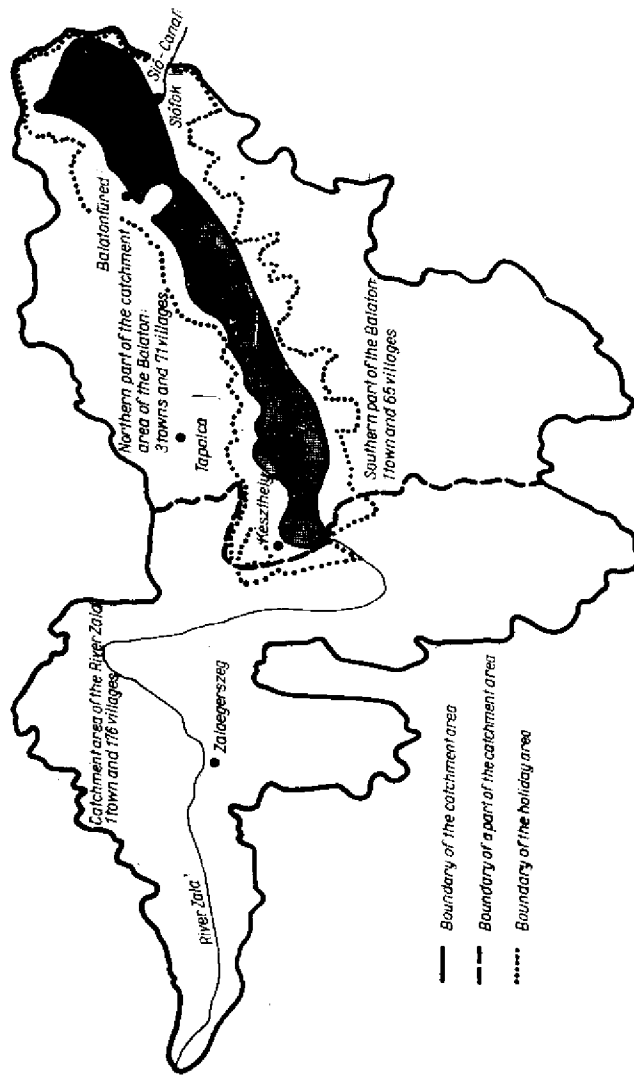 Catchment area of the River Zala
1 town and 176 villages
River Zala
Zalaegerszeg
Northern part of the catchment
area of the Balaton:
3 towns and 71 villages
Tapolca
Keszthely
Balatonfüred
Siófok
Sió-Canal
Southern part of the Balaton:
1 town and 65 villages
Boundary of the catchment area
Boundary of a part of the catchment area
Boundary of the holiday area